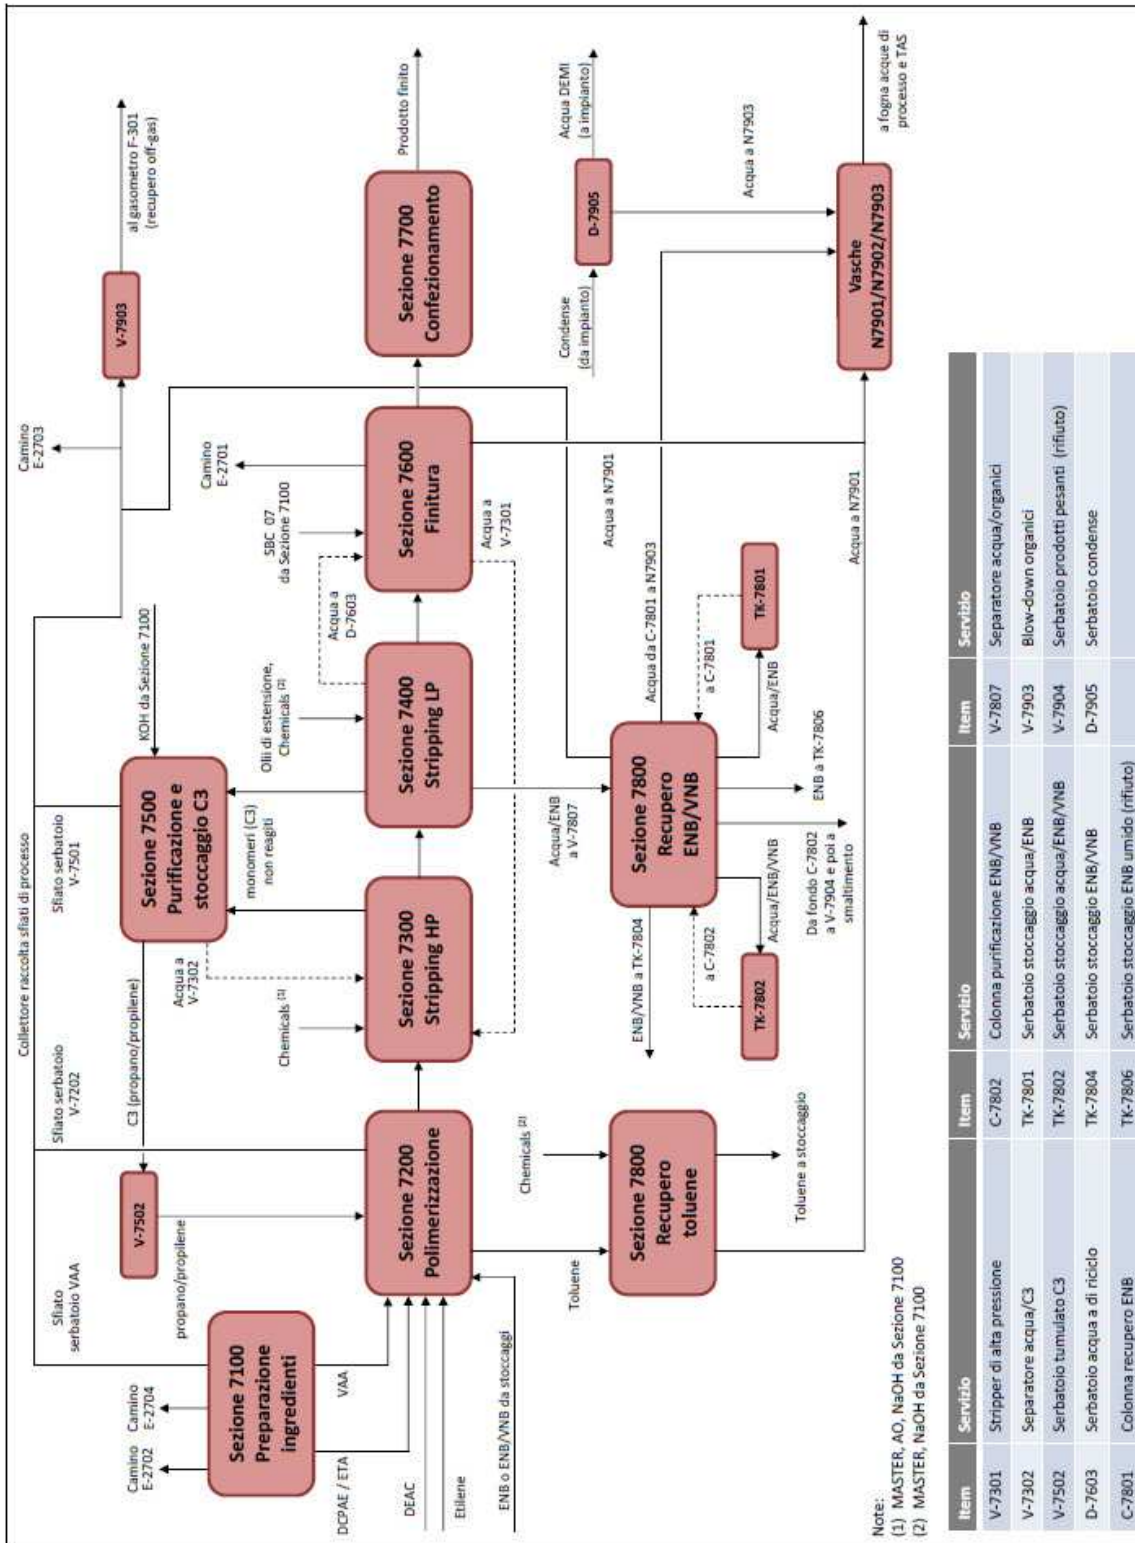 Collettore raccolta sfiati di processo
Sfiato
serbatoio VAA
Sfiato serbatoio
V-7202
Sfiato serbatoio
V-7501
Camino
E-2703
V-7903
al gasometro F-301
(recupero off-gas)
Camino
E-2702
Camino
E-2704
Sezione 7100
Preparazione
ingredienti
V-7502
propano/propilene
C3 (propano/propilene)
Sezione 7500
Purificazione e
stoccaggio C3
KOH da Sezione 7100
Acqua a
V-7302
monomeri (C3)
non reagiti
Chemicals (1)
Olii di estensione,
Chemicals (2)
Acqua a
D-7603
SBC 07
da Sezione 7100
Camino
E-2701
DCPAE / ETA
VAA
DEAC
Etilene
ENB o ENB/VNB da stoccaggi
Sezione 7200
Polimerizzazione
Sezione 7300
Stripping HP
Sezione 7400
Stripping LP
Sezione 7600
Finitura
Sezione 7700
Confezionamento
Prodotto finito
Toluene
Chemicals (2)
Acqua/ENB
a V-7807
Acqua a
V-7301
Condense
(da impianto)
D-7905
Acqua DEMI
(a impianto)
Sezione 7800
Recupero
toluene
Toluene a stoccaggio
ENB/VNB a TK-7804
Sezione 7800
Recupero
ENB/VNB
Acqua a N7901
Acqua da C-7801 a N7903
Acqua a N7903
a C-7802
TK-7802
Acqua/ENB/VNB
Da fondo C-7802
a V-7904 e poi a
smaltimento
ENB a TK-7806
a C-7801
TK-7801
Acqua/ENB
Acqua a N7901
Vasche
N7901/N7902/N7903
a fogna acque di
processo e TAS
Note:
(1) MASTER, AO, NaOH da Sezione 7100
(2) MASTER, NaOH da Sezione 7100
Item Servizio Item Servizio Item Servizio
V-7301 Stripper di alta pressione C-7802 Colonna purificazione ENB/VNB V-7807 Separatore acqua/organici
V-7302 Separatore acqua/C3 TK-7801 Serbatoio stoccaggio acqua/ENB V-7903 Blow-down organici
V-7502 Serbatoio tumulato C3 TK-7802 Serbatoio stoccaggio acqua/ENB/VNB V-7904 Serbatoio prodotti pesanti (rifiuto)
D-7603 Serbatoio acqua a di riciclo TK-7804 Serbatoio stoccaggio ENB/VNB D-7905 Serbatoio condense
C-7801 Colonna recupero ENB TK-7806 Serbatoio stoccaggio ENB umido (rifiuto)